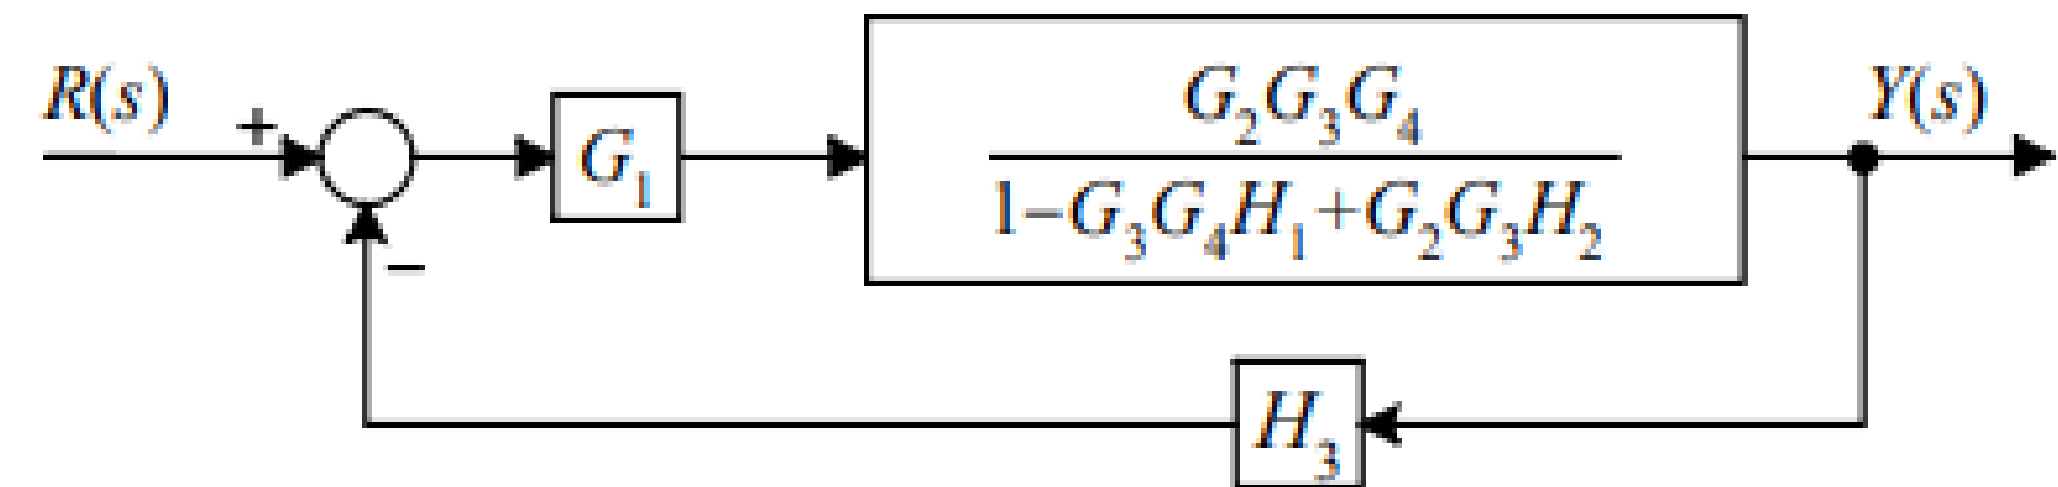 R(s)
+
G₁
G₂G₃G₄
1−G₃G₄H₁+G₂G₃H₂
Y(s)
−
H₃